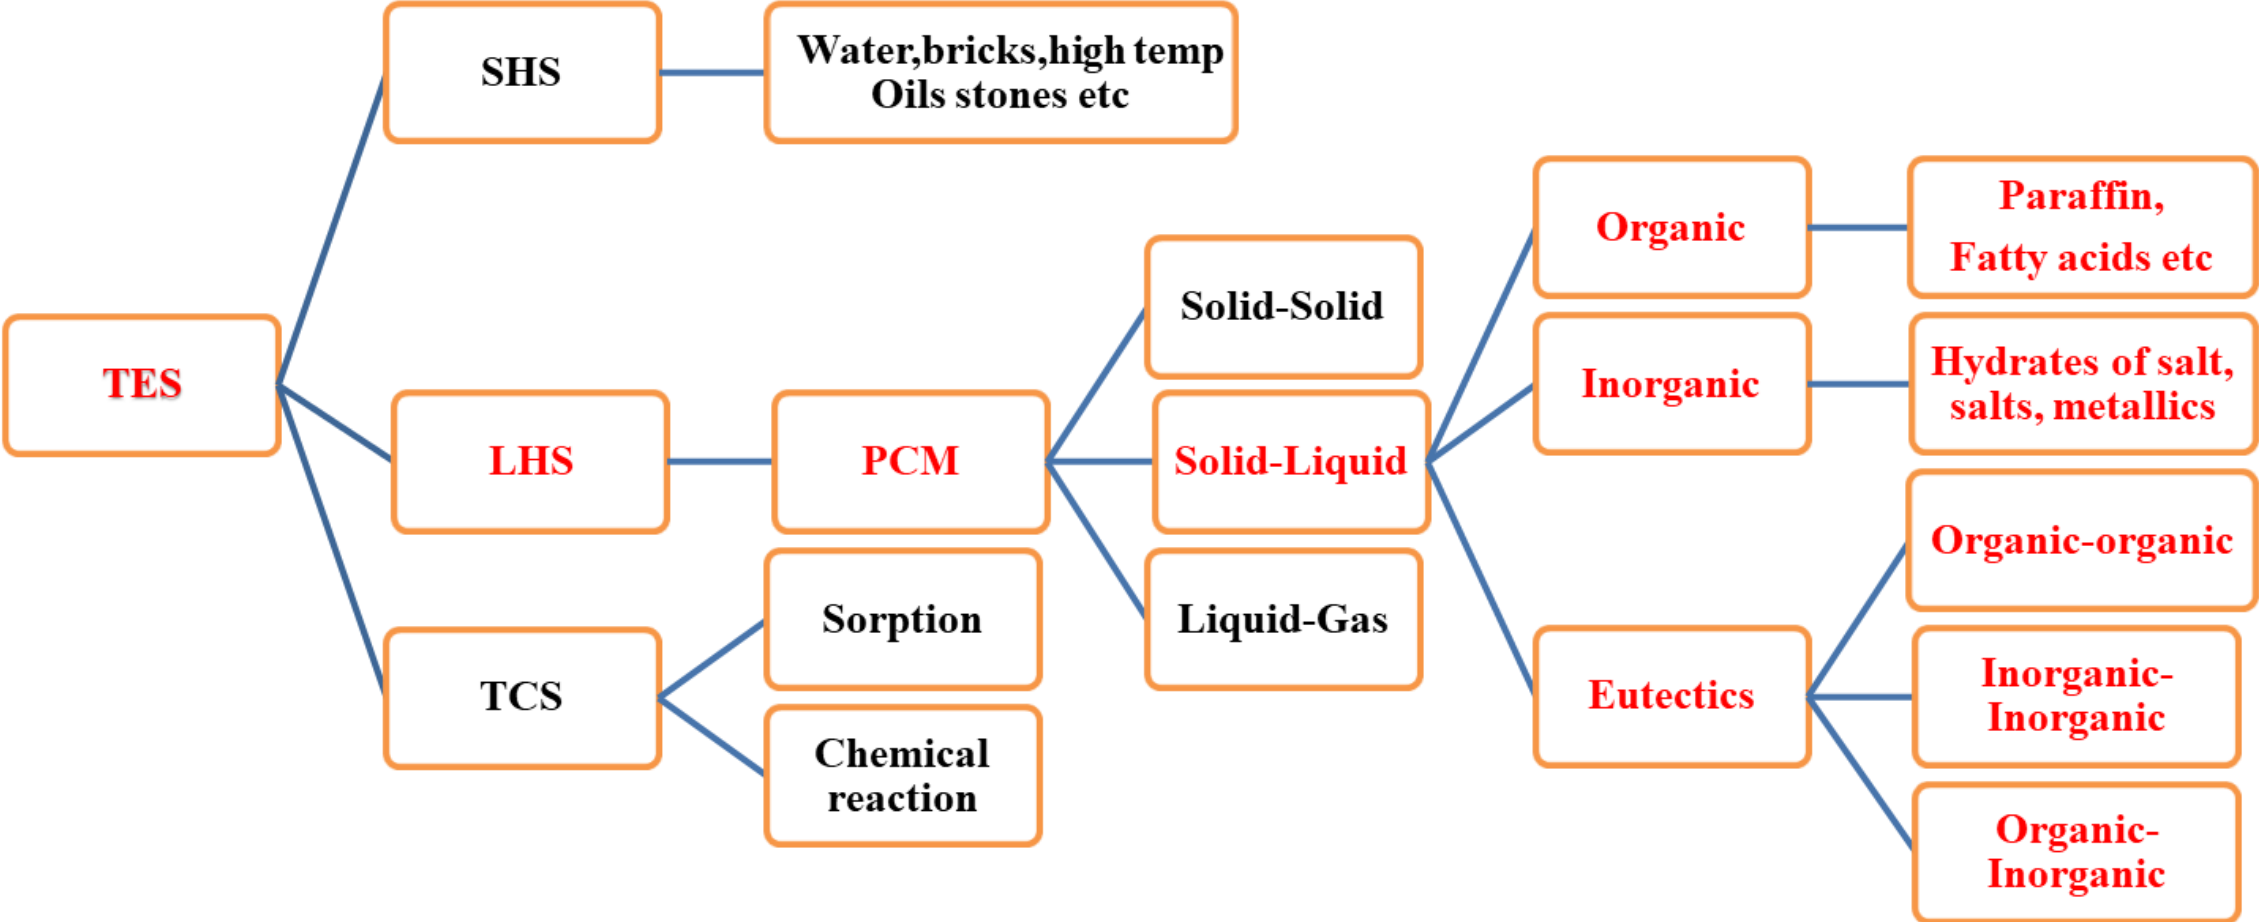 TES
SHS
Water,bricks,high temp
Oils stones etc
LHS
PCM
Solid-Solid
Solid-Liquid
Liquid-Gas
Organic
Paraffin,
Fatty acids etc
Inorganic
Hydrates of salt,
salts, metallics
Eutectics
Organic-organic
Inorganic-
Inorganic
Organic-
Inorganic
TCS
Sorption
Chemical
reaction